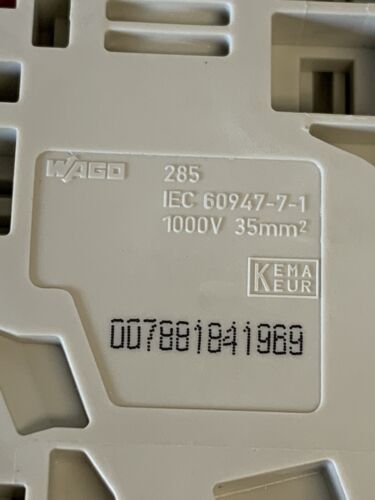 WAGO 285
IEC 60947-7-1
1000V 35mm²
KEMA
KEUR
007881841969